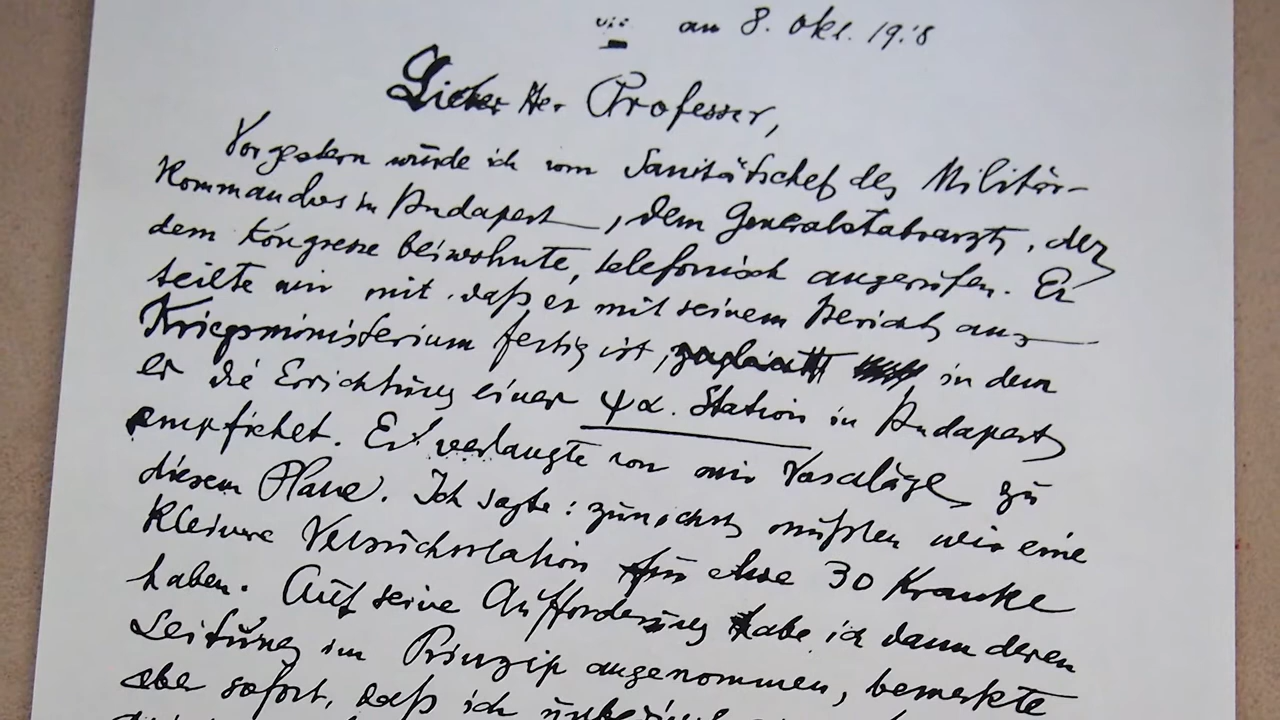 am 8. Okt. 1918
Lieber Herr Professor,
Vorgestern wurde ich vom Sanitätschef des Militär-
Kommandos in Budapest, dem Generalstabsarzt, der
dem Kongresse beiwohnte, telefonisch angerufen. Er
teilte mir mit, daß er mit seinem Bericht ans
Kriegsministerium fertig ist, in dem
er die Errichtung einer ψα. Station in Budapest
empfiehlt. Er verlangte von mir Vorschläge zu
diesem Plane. Ich sagte: zunächst müßten wir eine
kleinere Versuchsstation für etwa 30 Kranke
haben. Auf seine Aufforderung habe ich dann deren
Leitung im Prinzip angenommen, bemerkte
aber sofort, daß ich